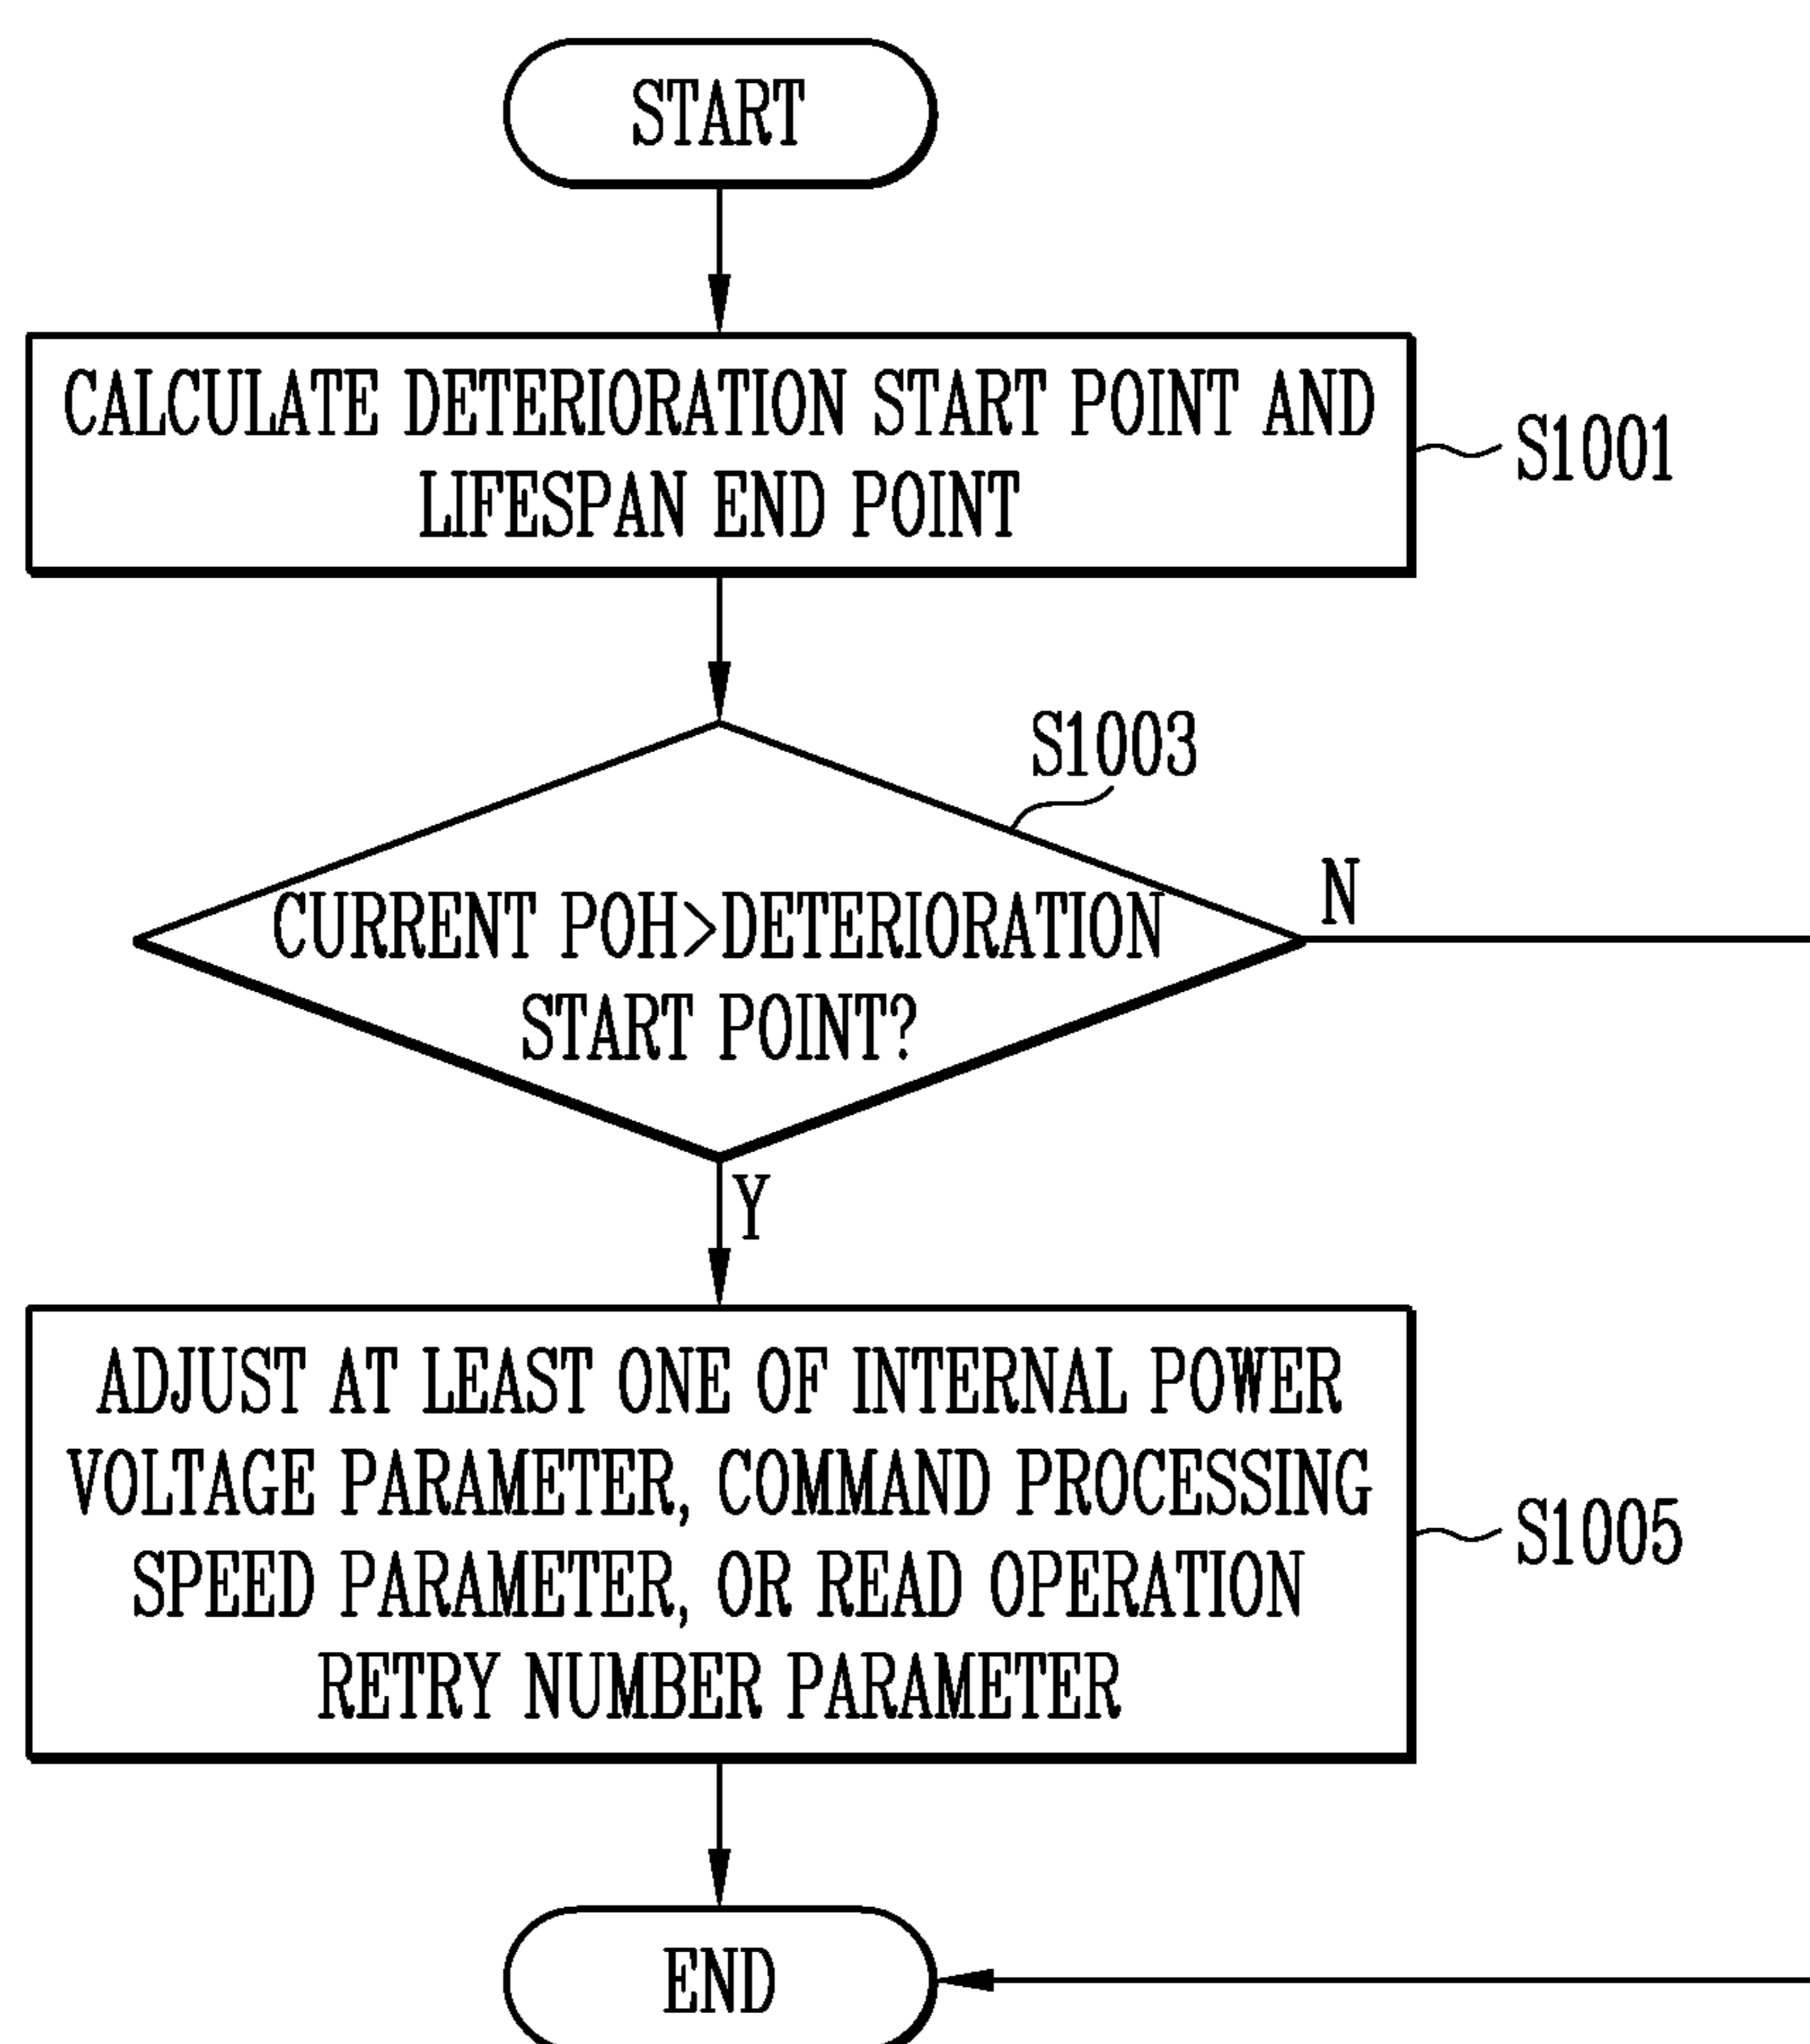 START
CALCULATE DETERIORATION START POINT AND
LIFESPAN END POINT
S1001
S1003
CURRENT POH>DETERIORATION
START POINT?
N
Y
ADJUST AT LEAST ONE OF INTERNAL POWER
VOLTAGE PARAMETER, COMMAND PROCESSING
SPEED PARAMETER, OR READ OPERATION
RETRY NUMBER PARAMETER
S1005
END